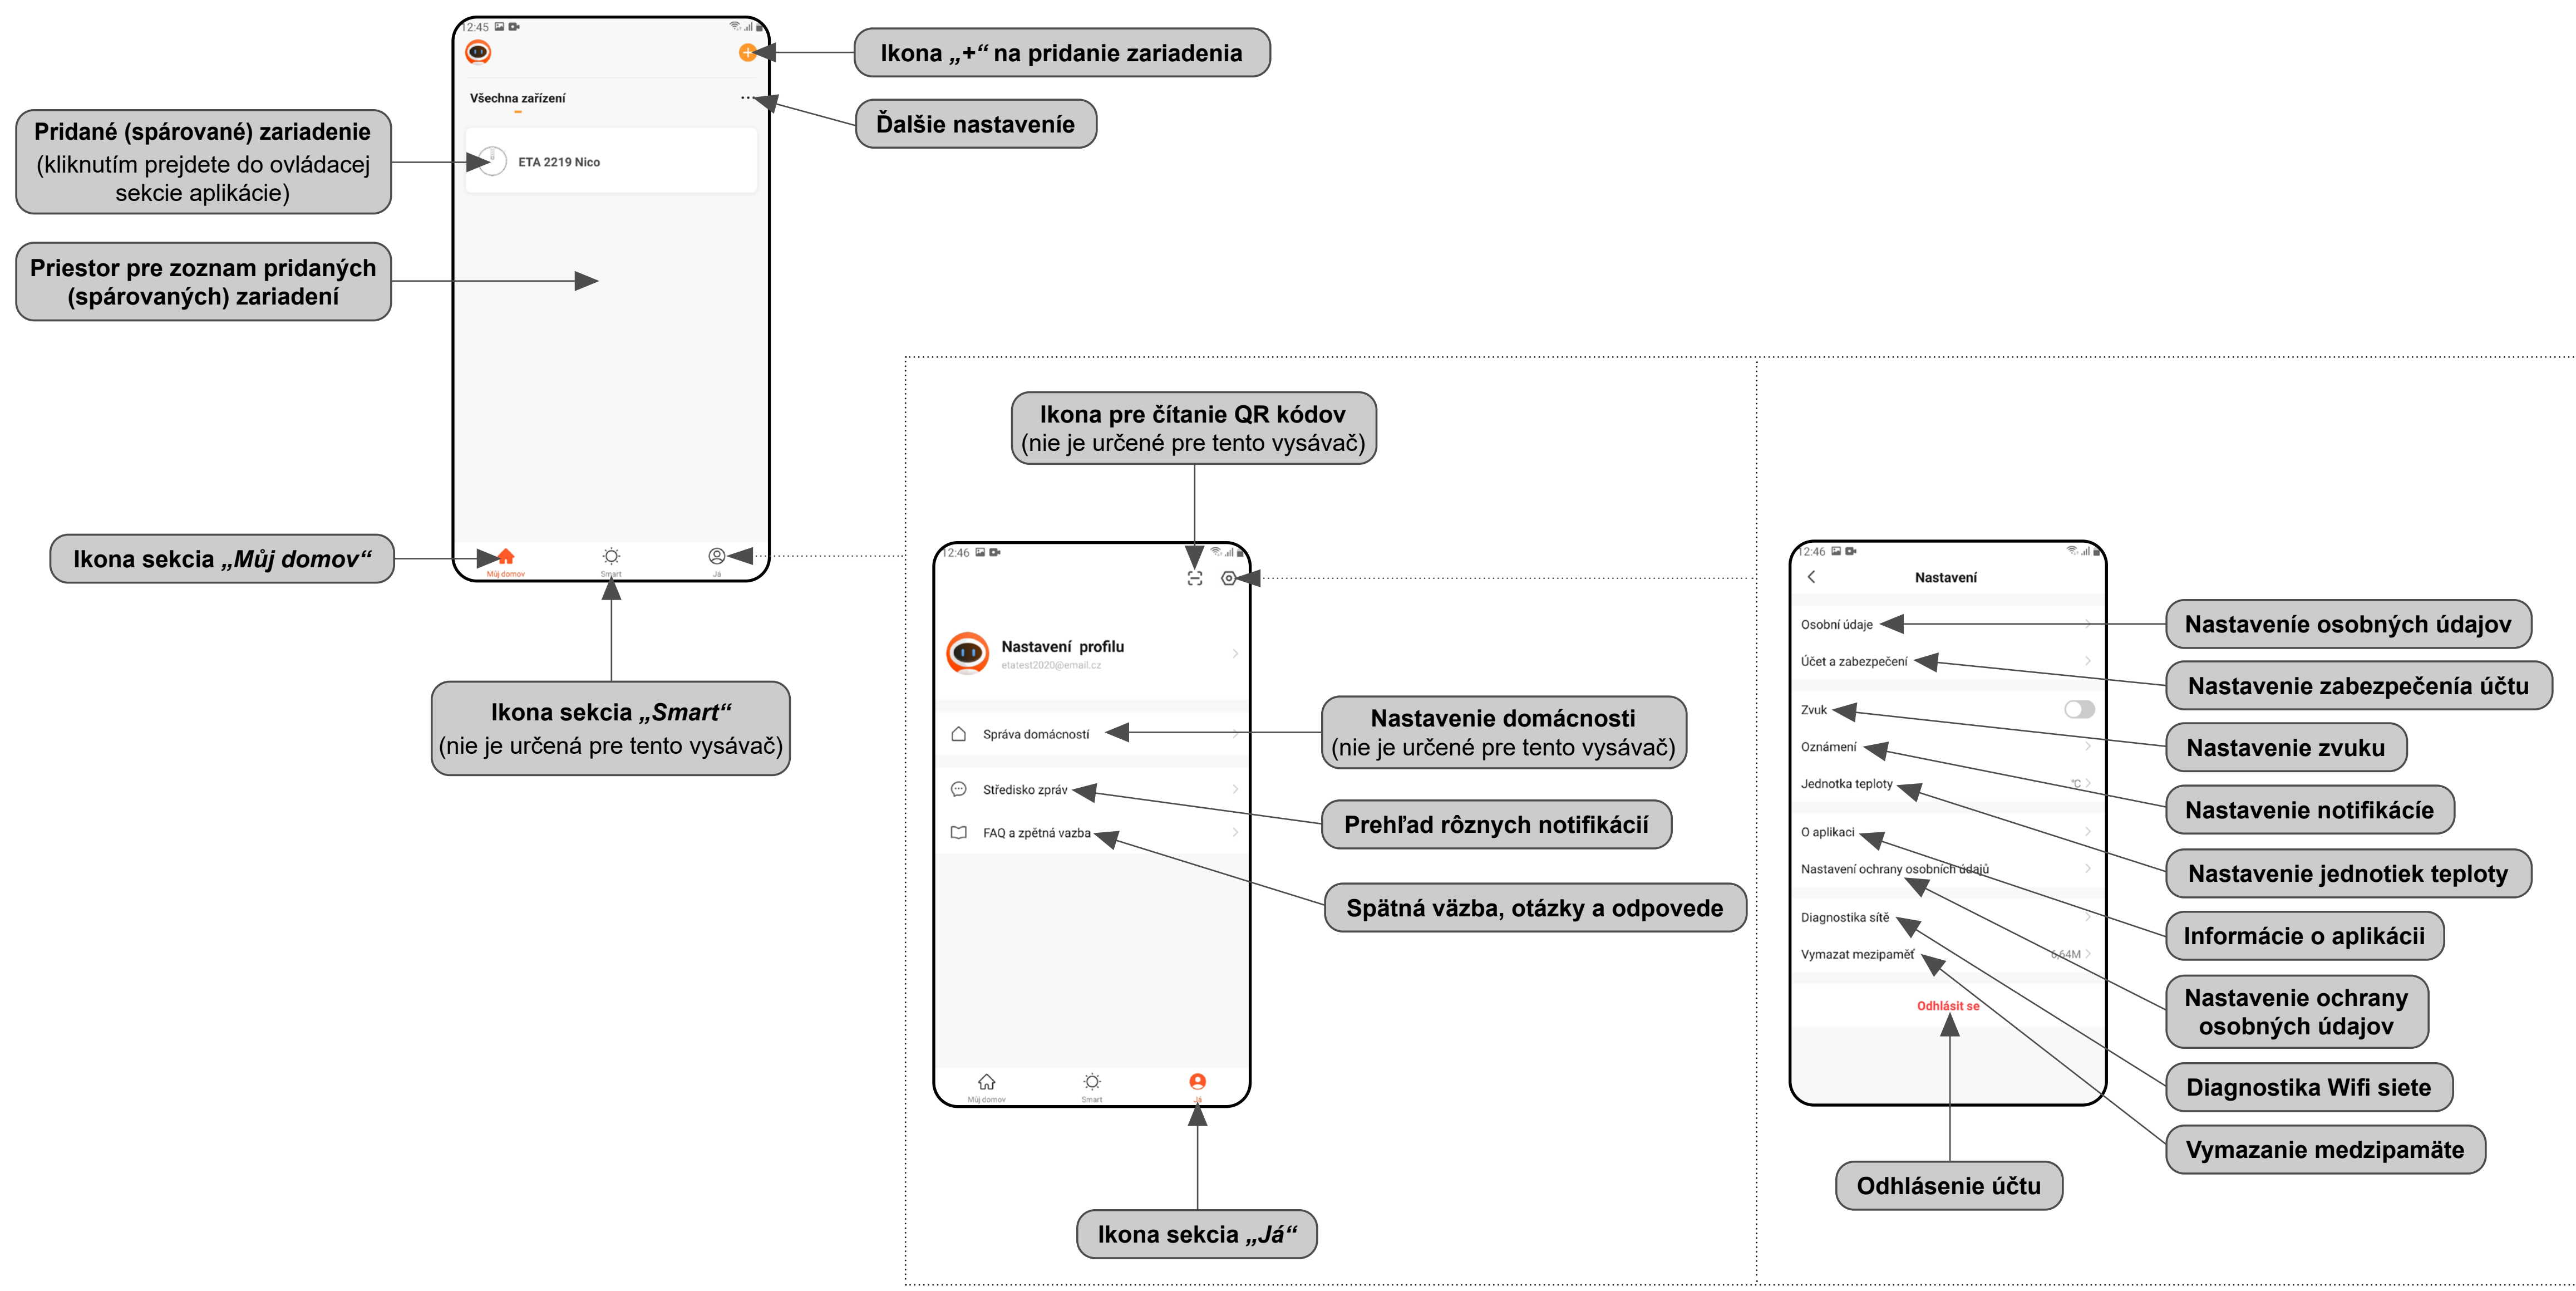 12:45
Ikona „+“ na pridanie zariadenia
Všechna zařízení
Ďalšie nastaveníe
Pridané (spárované) zariadenie
(kliknutím prejdete do ovládacej
sekcie aplikácie)
ETA 2219 Nico
Priestor pre zoznam pridaných
(spárovaných) zariadení
Ikona sekcia „Můj domov“
Můj domov
Smart
Já
Ikona sekcia „Smart“
(nie je určená pre tento vysávač)
Ikona pre čítanie QR kódov
(nie je určené pre tento vysávač)
12:46
Nastavení profilu
etatest2020@email.cz
Správa domácností
Nastavenie domácnosti
(nie je určené pre tento vysávač)
Středisko zpráv
Prehľad rôznych notifikácií
FAQ a zpětná vazba
Spätná väzba, otázky a odpovede
Můj domov
Smart
Já
Ikona sekcia „Já“
12:46
Nastavení
Osobní údaje
Nastaveníe osobných údajov
Účet a zabezpečení
Nastavenie zabezpečenía účtu
Zvuk
Nastavenie zvuku
Oznámení
Nastavenie notifikácíe
Jednotka teploty
°C
Nastavenie jednotiek teploty
O aplikaci
Informácie o aplikácii
Nastavení ochrany osobních údajů
Nastavenie ochrany
osobných údajov
Diagnostika sítě
Diagnostika Wifi siete
Vymazat mezipaměť
6,64M
Vymazanie medzipamäte
Odhlásit se
Odhlásenie účtu